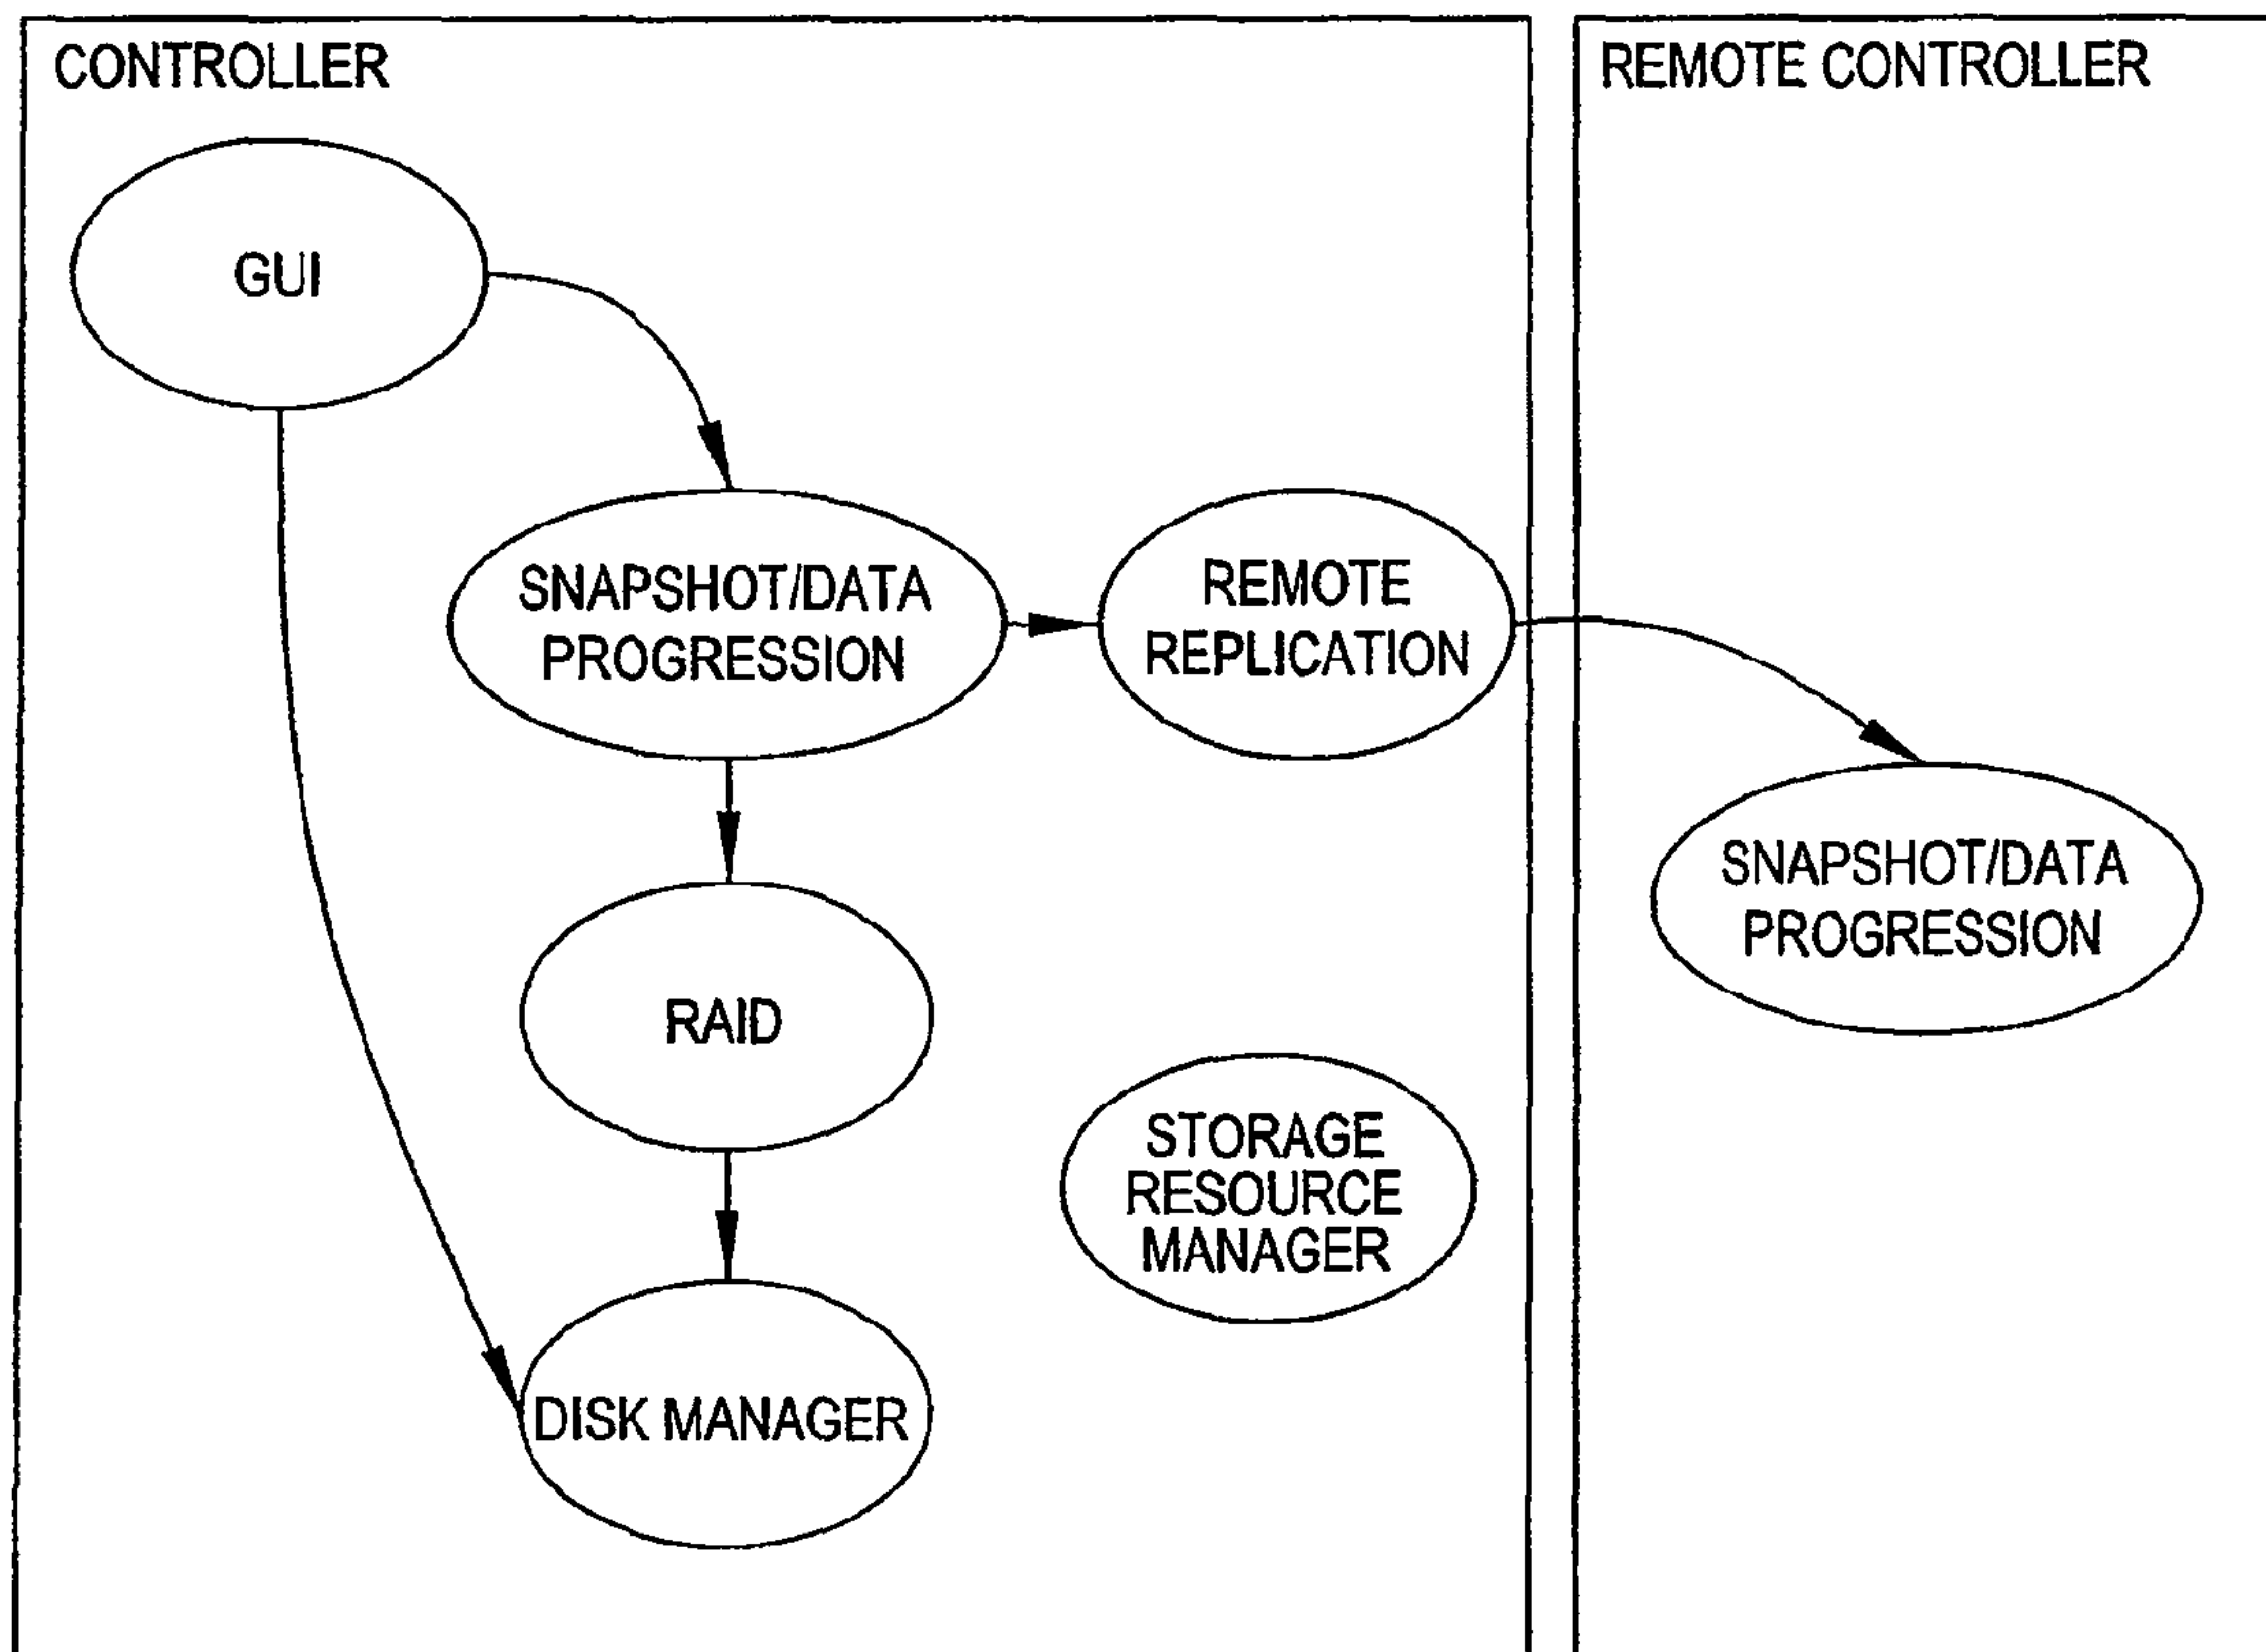 CONTROLLER
REMOTE CONTROLLER
GUI
SNAPSHOT/DATA
PROGRESSION
REMOTE
REPLICATION
SNAPSHOT/DATA
PROGRESSION
RAID
STORAGE
RESOURCE
MANAGER
DISK MANAGER